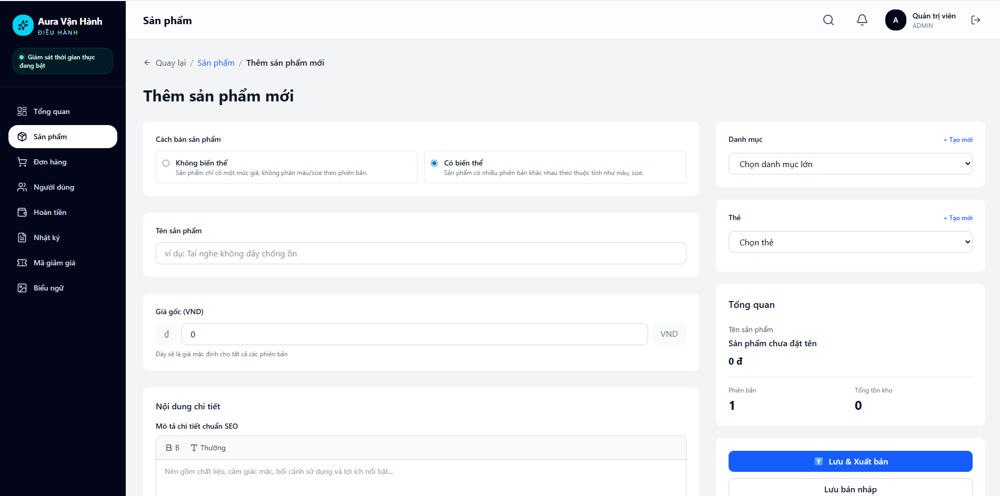 Aura Vận Hành
ĐIỀU HÀNH
Giám sát thời gian thực
đang bật
Tổng quan
Sản phẩm
Đơn hàng
Người dùng
Hoàn tiền
Nhật ký
Mã giảm giá
Biểu ngữ
Sản phẩm
A
Quản trị viên
ADMIN
Quay lại / Sản phẩm / Thêm sản phẩm mới
Thêm sản phẩm mới
Cách bán sản phẩm
Không biến thể
Sản phẩm chỉ có một mức giá, không phân màu/size theo phiên bản.
Có biến thể
Sản phẩm có nhiều phiên bản khác nhau theo thuộc tính như màu, size.
Tên sản phẩm
ví dụ: Tai nghe không dây chống ồn
Giá gốc (VND)
₫ 0 VND
Đây sẽ là giá mặc định cho tất cả các phiên bản
Nội dung chi tiết
Mô tả chi tiết chuẩn SEO
B B T Thường
Nên gồm chất liệu, cảm giác mặc, bối cảnh sử dụng và lợi ích nổi bật...
Danh mục + Tạo mới
Chọn danh mục lớn
Thẻ + Tạo mới
Chọn thẻ
Tổng quan
Tên sản phẩm
Sản phẩm chưa đặt tên
0 đ
Phiên bản Tổng tồn kho
1 0
Lưu & Xuất bản
Lưu bản nháp